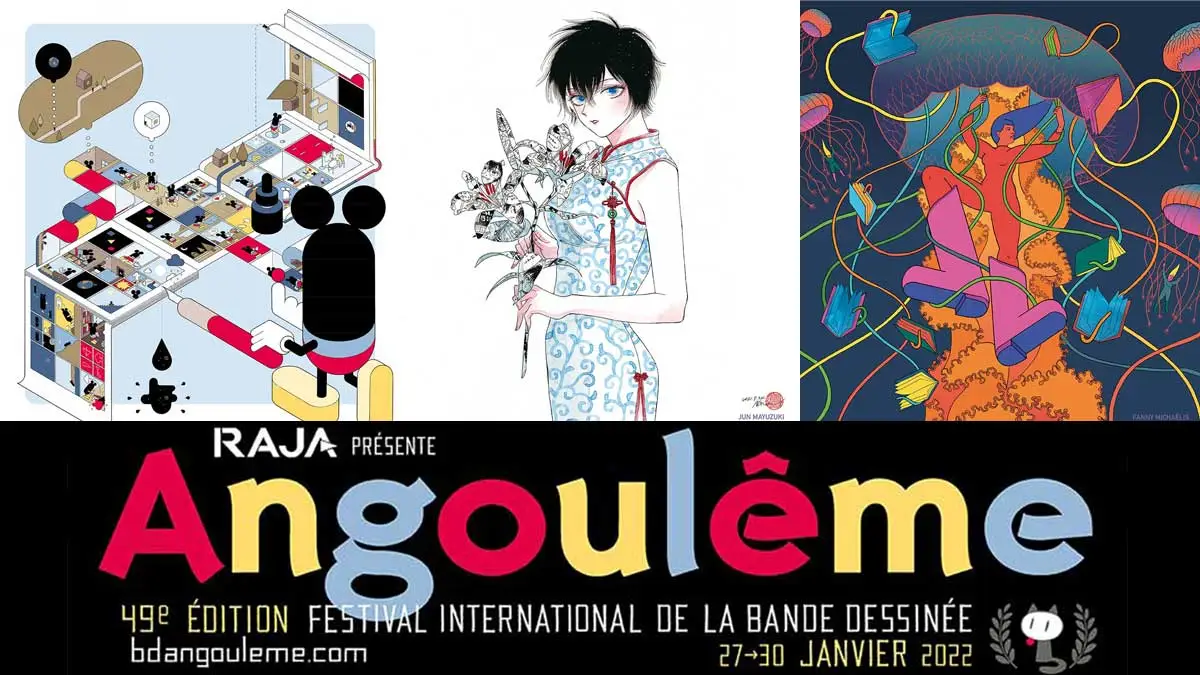 JUN MAYUZUKI
FANNY MICHAËLIS
RAJA PRÉSENTE
Angoulême
49e ÉDITION FESTIVAL INTERNATIONAL DE LA BANDE DESSINÉE
bdangouleme.com
27→30 JANVIER 2022